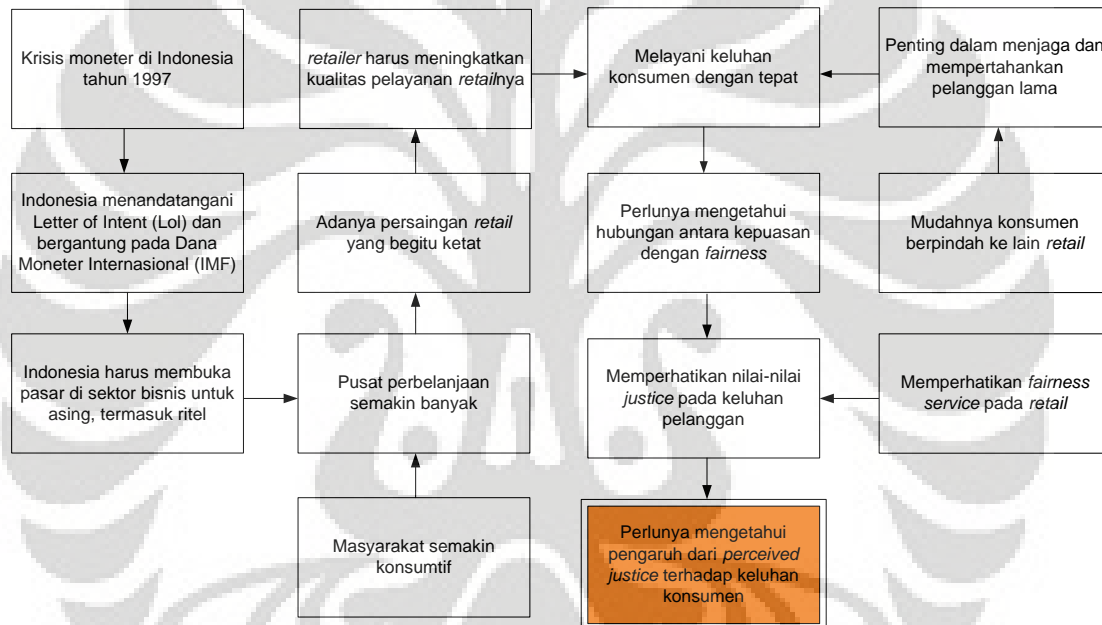 Krisis moneter di Indonesia
tahun 1997
Indonesia menandatangani
Letter of Intent (LoI) dan
bergantung pada Dana
Moneter Internasional (IMF)
Indonesia harus membuka
pasar di sektor bisnis untuk
asing, termasuk ritel
retailer harus meningkatkan
kualitas pelayanan retailnya
Adanya persaingan retail
yang begitu ketat
Pusat perbelanjaan
semakin banyak
Masyarakat semakin
konsumtif
Melayani keluhan
konsumen dengan tepat
Perlunya mengetahui
hubungan antara kepuasan
dengan fairness
Memperhatikan nilai-nilai
justice pada keluhan
pelanggan
Perlunya mengetahui
pengaruh dari perceived
justice terhadap keluhan
konsumen
Penting dalam menjaga dan
mempertahankan
pelanggan lama
Mudahnya konsumen
berpindah ke lain retail
Memperhatikan fairness
service pada retail